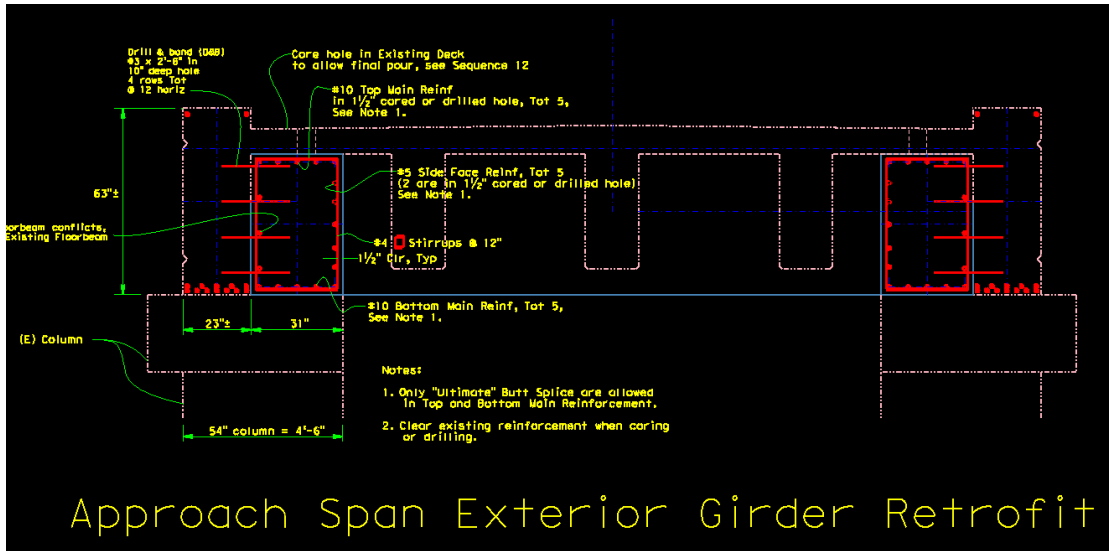 Drill & bond (D&B)
#3 x 2'-6" in
10" deep hole
4 rows Tot
@ 12 horiz
Core hole in Existing Deck
to allow final pour, see Sequence 12
#10 Top Main Reinf
in 1½" cored or drilled hole, Tot 5,
See Note 1.
#5 Side Face Reinf, Tot 5
(2 are in 1½" cored or drilled hole)
See Note 1.
63"±
oorbeam conflicts,
Existing Floorbeam
#4 Stirrups @ 12"
1½" Clr, Typ
#10 Bottom Main Reinf, Tot 5,
See Note 1.
23"±
31"
(E) Column
Notes:
1. Only "Ultimate" Butt Splice are allowed
in Top and Bottom Main Reinforcement.
2. Clear existing reinforcement when coring
or drilling.
54" column = 4'-6"
Approach Span Exterior Girder Retrofit